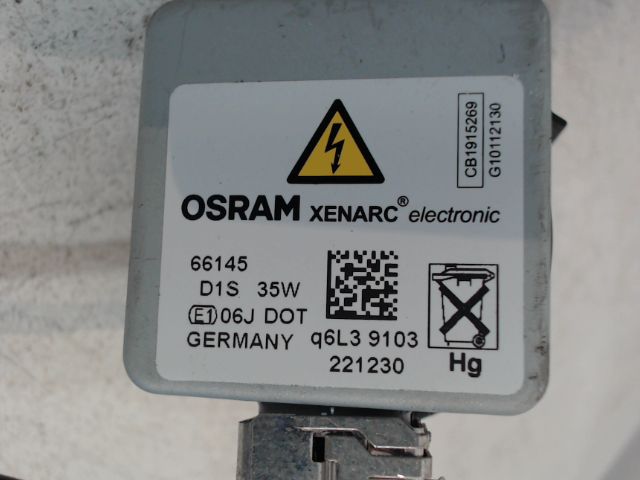 CB1915269
G10112130
OSRAM XENARC® electronic
66145
D1S 35W
E1 06J DOT
GERMANY
q6L3 9103
221230
Hg